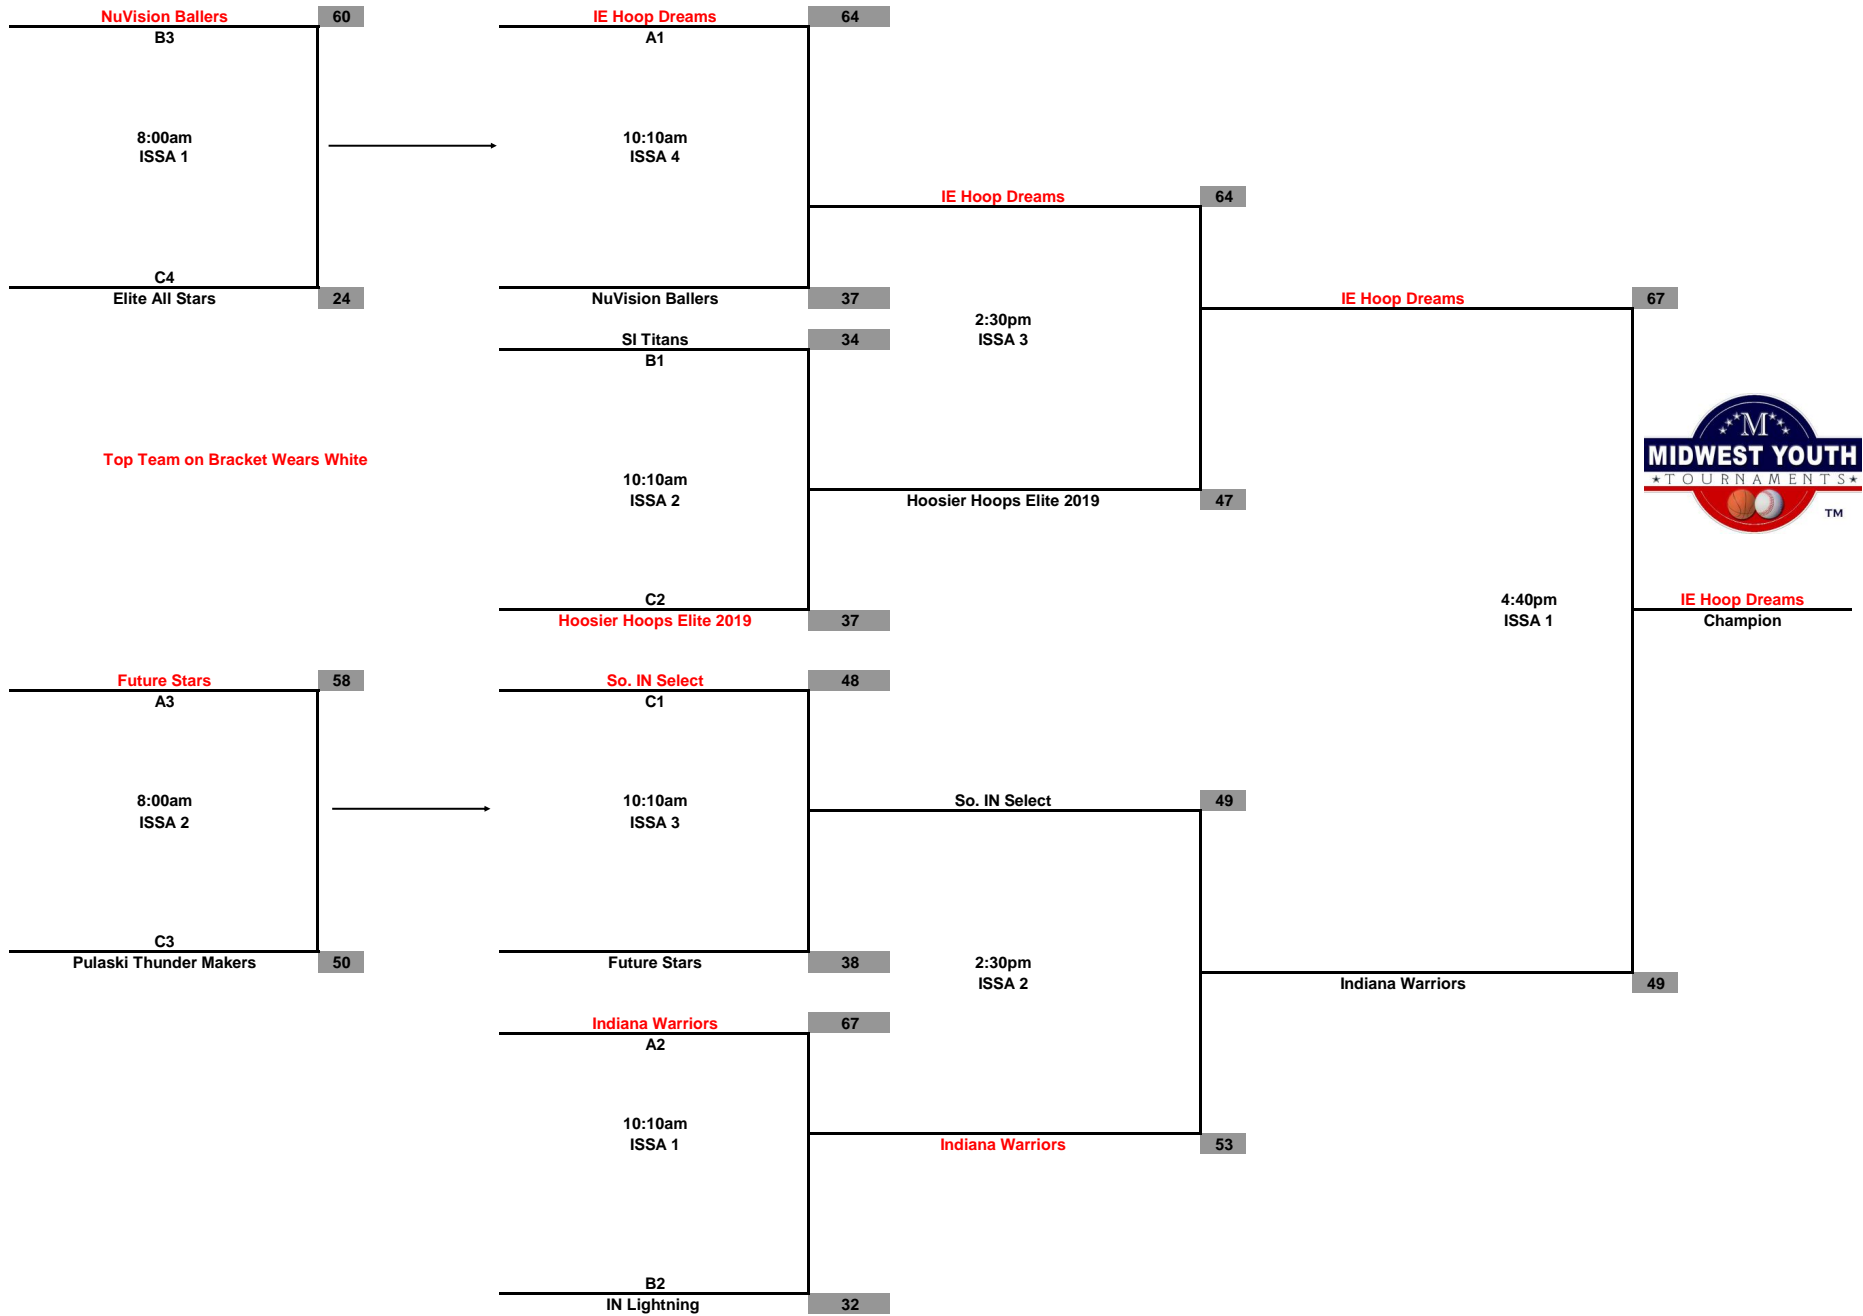 NuVision Ballers 60
B3
8:00am
ISSA 1
C4
Elite All Stars 24
IE Hoop Dreams 64
A1
10:10am
ISSA 4
NuVision Ballers 37
SI Titans 34
B1
10:10am
ISSA 2
C2
Hoosier Hoops Elite 2019 37
Top Team on Bracket Wears White
IE Hoop Dreams 64
2:30pm
ISSA 3
Hoosier Hoops Elite 2019 47
Future Stars 58
A3
8:00am
ISSA 2
C3
Pulaski Thunder Makers 50
So. IN Select 48
C1
10:10am
ISSA 3
Future Stars 38
Indiana Warriors 67
A2
10:10am
ISSA 1
B2
IN Lightning 32
So. IN Select 49
2:30pm
ISSA 2
Indiana Warriors 53
IE Hoop Dreams 67
4:40pm
ISSA 1
Indiana Warriors 49
M
MIDWEST YOUTH
TOURNAMENTS
TM
IE Hoop Dreams
Champion